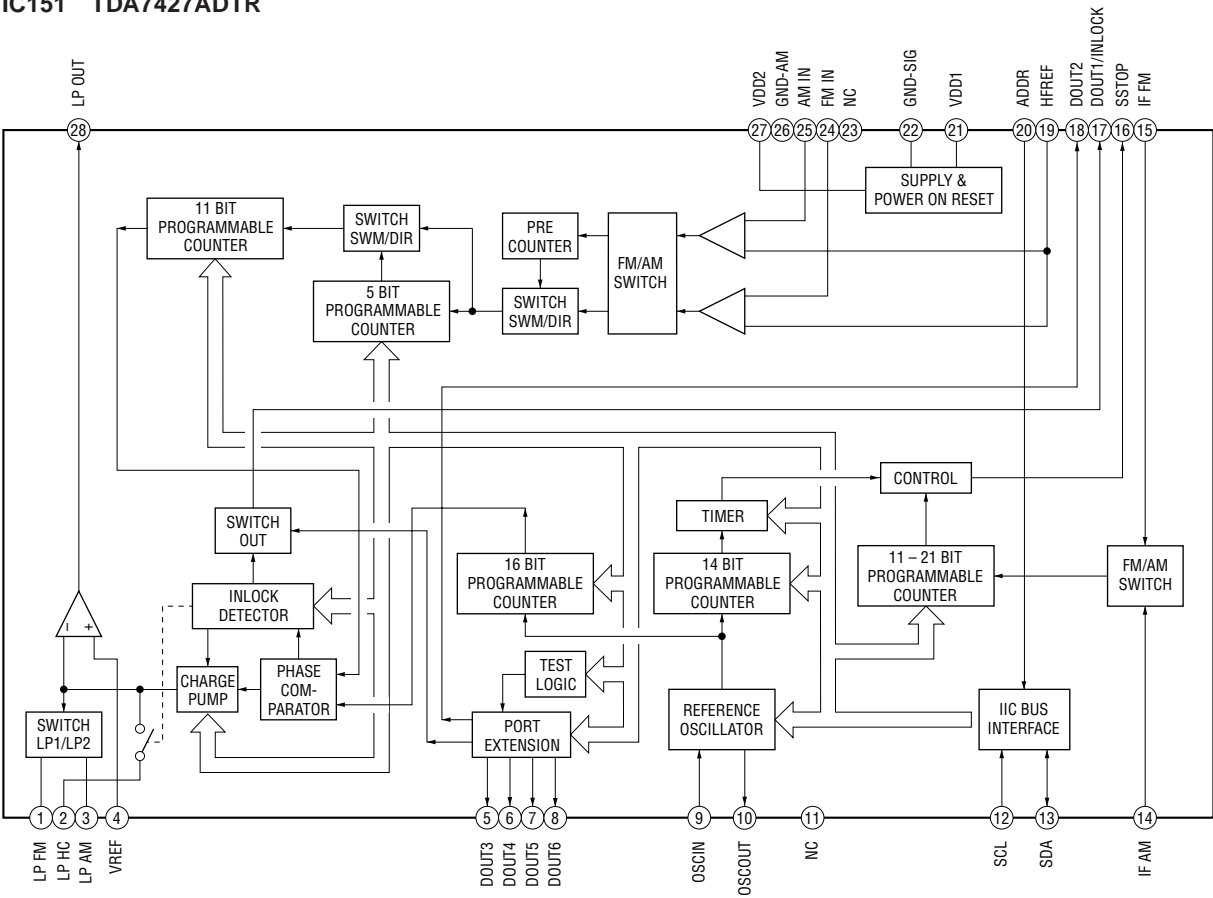 IC151 TDA7427ADTR
LP OUT
VDD2
GND-AM
AM IN
FM IN
NC
GND-SIG
VDD1
ADDR
HFREF
DOUT2
DOUT1/INLOCK
SSTOP
IF FM
28
27
26
25
24
23
22
21
20
19
18
17
16
15
SUPPLY &
POWER ON RESET
11 BIT
PROGRAMMABLE
COUNTER
SWITCH
SWM/DIR
PRE
COUNTER
FM/AM
SWITCH
5 BIT
PROGRAMMABLE
COUNTER
SWITCH
SWM/DIR
CONTROL
TIMER
SWITCH
OUT
16 BIT
PROGRAMMABLE
COUNTER
14 BIT
PROGRAMMABLE
COUNTER
11 – 21 BIT
PROGRAMMABLE
COUNTER
FM/AM
SWITCH
INLOCK
DETECTOR
– +
CHARGE
PUMP
PHASE
COM-
PARATOR
TEST
LOGIC
SWITCH
LP1/LP2
PORT
EXTENSION
REFERENCE
OSCILLATOR
IIC BUS
INTERFACE
1
2
3
4
5
6
7
8
9
10
11
12
13
14
LP FM
LP HC
LP AM
VREF
DOUT3
DOUT4
DOUT5
DOUT6
OSCIN
OSCOUT
NC
SCL
SDA
IF AM